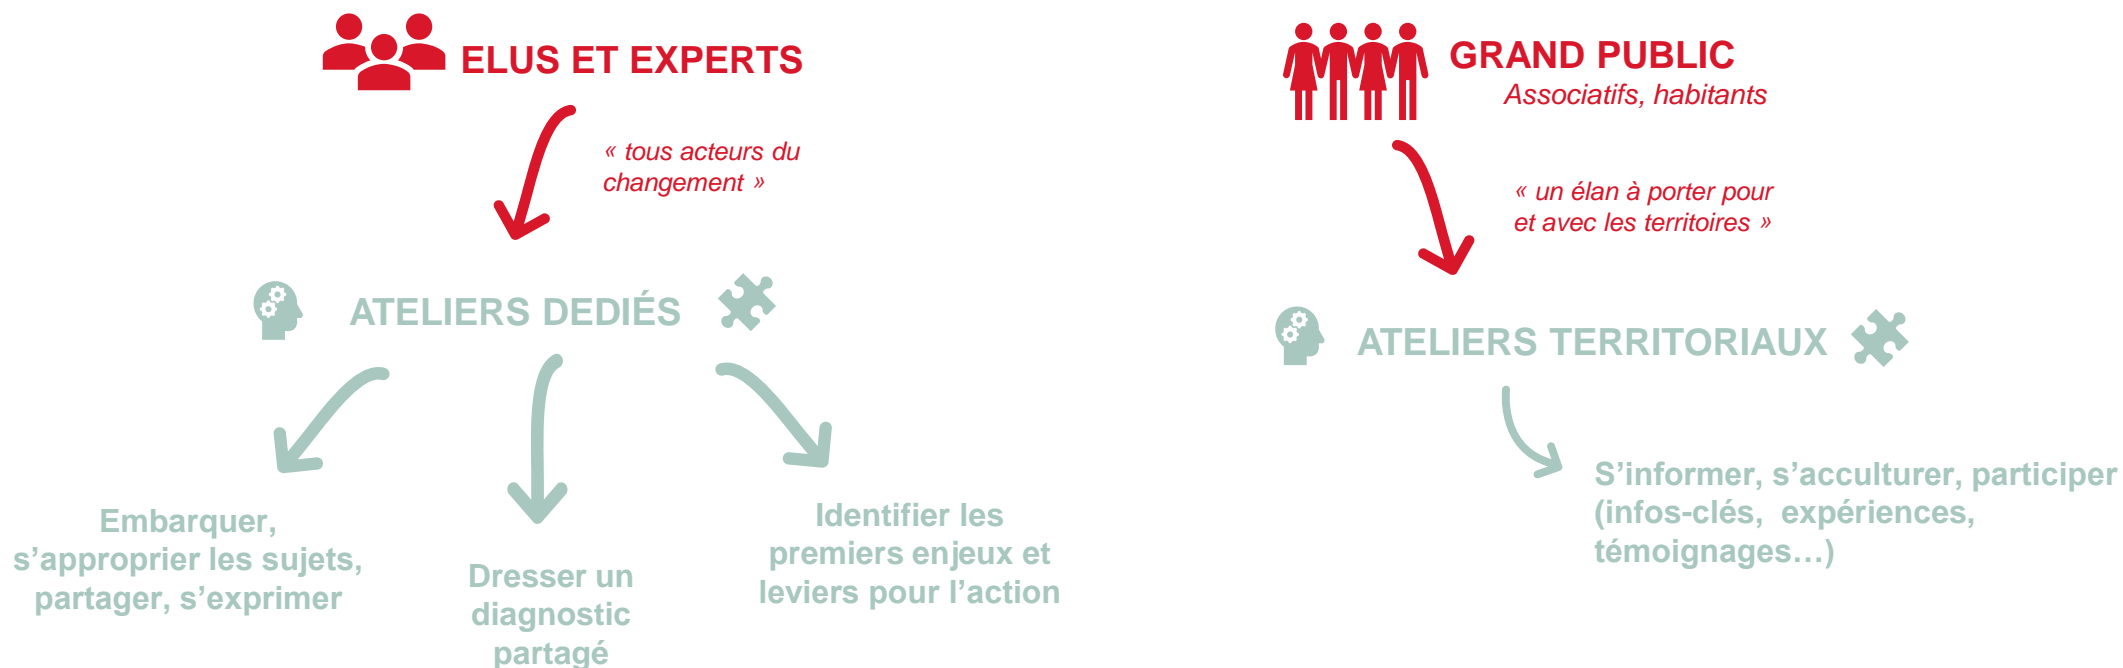 ELUS ET EXPERTS
« tous acteurs du
changement »
ATELIERS DEDIÉS
Embarquer,
s’approprier les sujets,
partager, s’exprimer
Dresser un
diagnostic
partagé
Identifier les
premiers enjeux et
leviers pour l’action
GRAND PUBLIC
Associatifs, habitants
« un élan à porter pour
et avec les territoires »
ATELIERS TERRITORIAUX
S’informer, s’acculturer, participer
(infos-clés, expériences,
témoignages…)